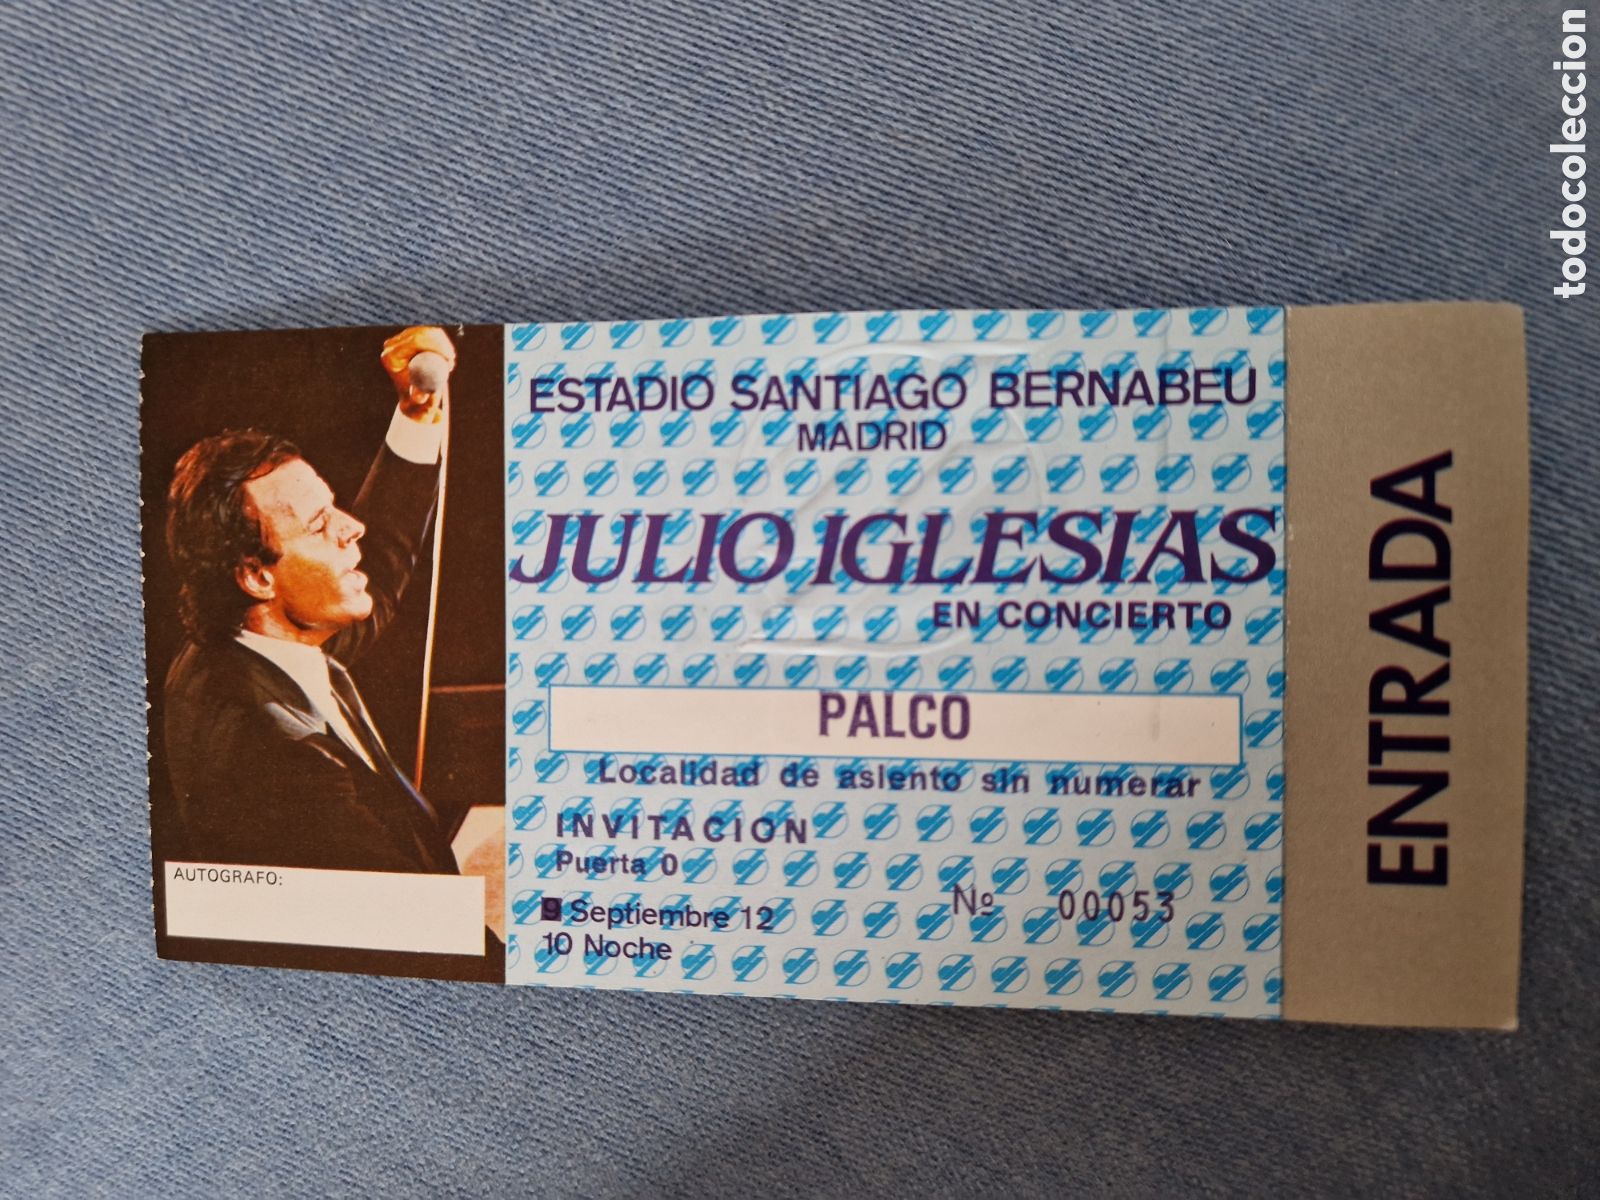 ESTADIO SANTIAGO BERNABEU
MADRID
JULIO IGLESIAS
EN CONCIERTO
PALCO
Localidad de asiento sin numerar
INVITACION
Puerta 0
9 Septiembre 12
10 Noche
Nº 00053
AUTOGRAFO:
ENTRADA
todocoleccion